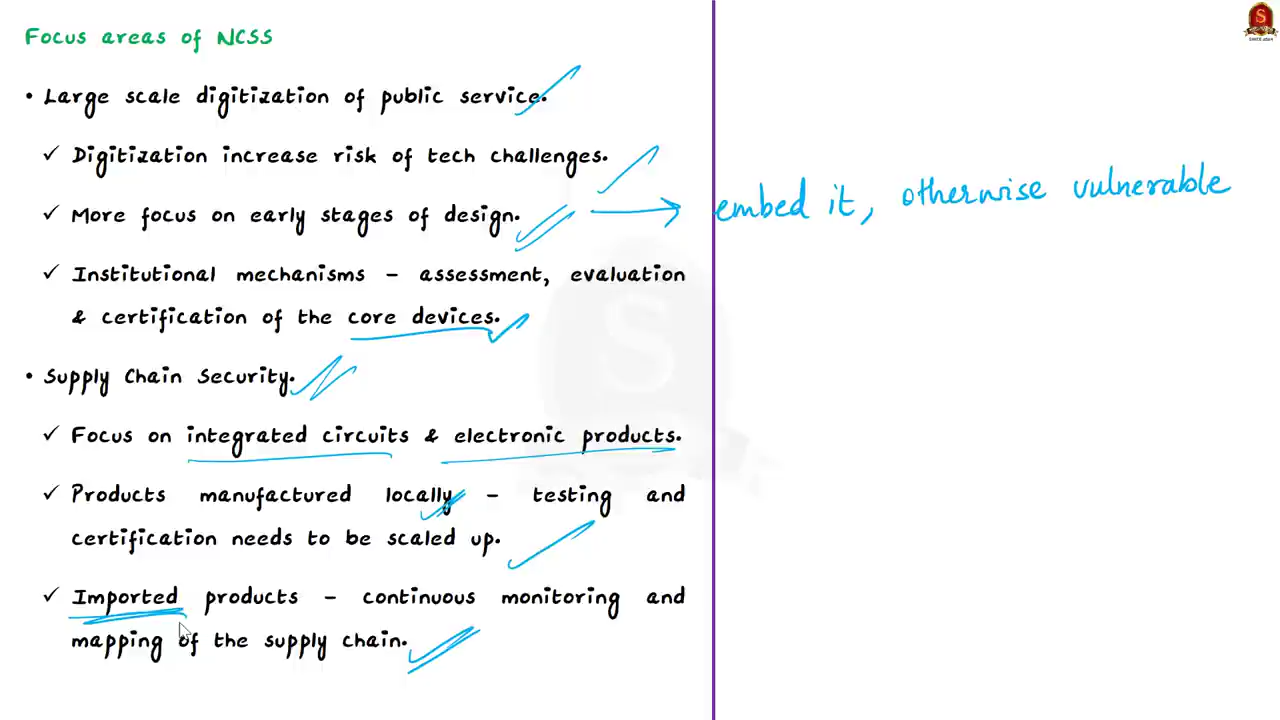 Focus areas of NCSS
• Large scale digitization of public service.
✓ Digitization increase risk of tech challenges.
✓ More focus on early stages of design.
embed it, otherwise vulnerable
✓ Institutional mechanisms – assessment, evaluation
& certification of the core devices.
• Supply Chain Security.
✓ Focus on integrated circuits & electronic products.
✓ Products manufactured locally – testing and
certification needs to be scaled up.
✓ Imported products – continuous monitoring and
mapping of the supply chain.
S
S